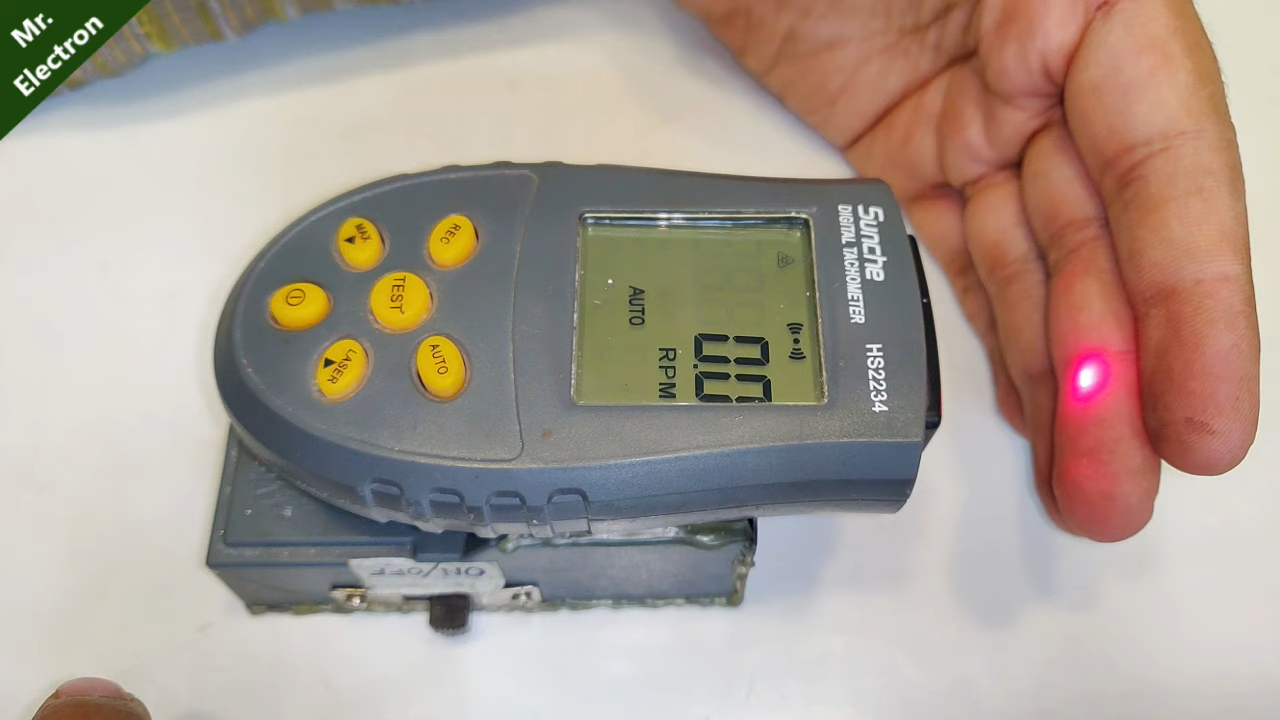 Mr.
Electron
Sunche
DIGITAL TACHOMETER
HS2234
AUTO
0.0
RPM
MAX
REC
TEST
LASER
AUTO
ON/OFF